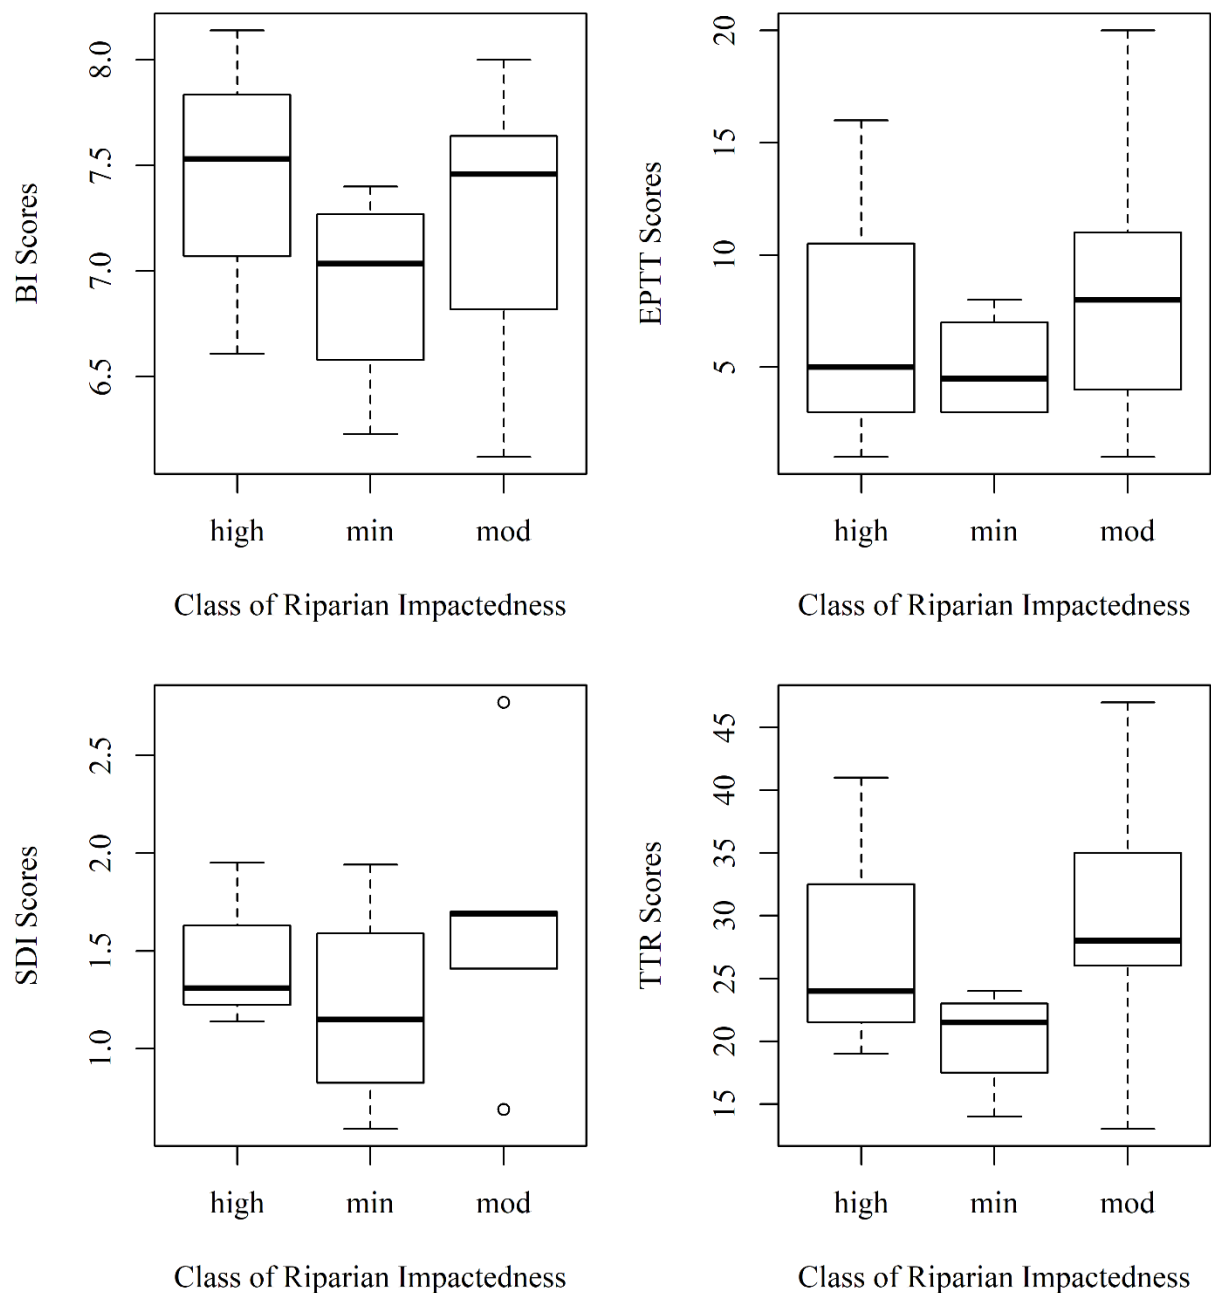 BI Scores
8.0
7.5
7.0
6.5
high min mod
Class of Riparian Impactedness
EPTT Scores
20
15
10
5
high min mod
Class of Riparian Impactedness
SDI Scores
2.5
2.0
1.5
1.0
high min mod
Class of Riparian Impactedness
TTR Scores
45
40
35
30
25
20
15
high min mod
Class of Riparian Impactedness